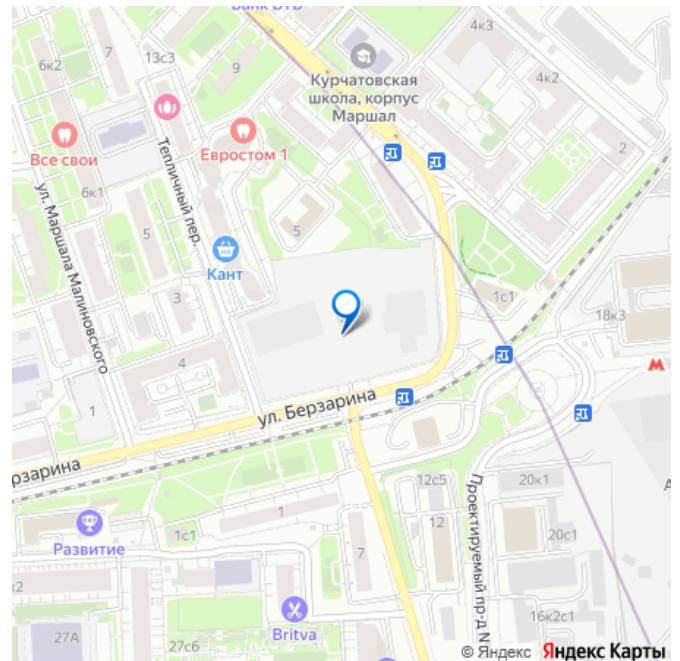 Банк ВТБ
4к3
6к2
7
13с3
9
Курчатовская
школа, корпус
Маршал
4к2
2
Все свои
Евростом 1
6к1
Тепличный пер.
ул. Маршала Малиновского
5
5
Кант
3
1с1
18к3
4
1
ул. Берзарина
ерзарина
12с5
20к1
1
1с1
Развитие
12
7
20с1
Проектируемый пр-д N
к2
Britva
16к2с1
27А
27с6
© Яндекс
Яндекс Карты